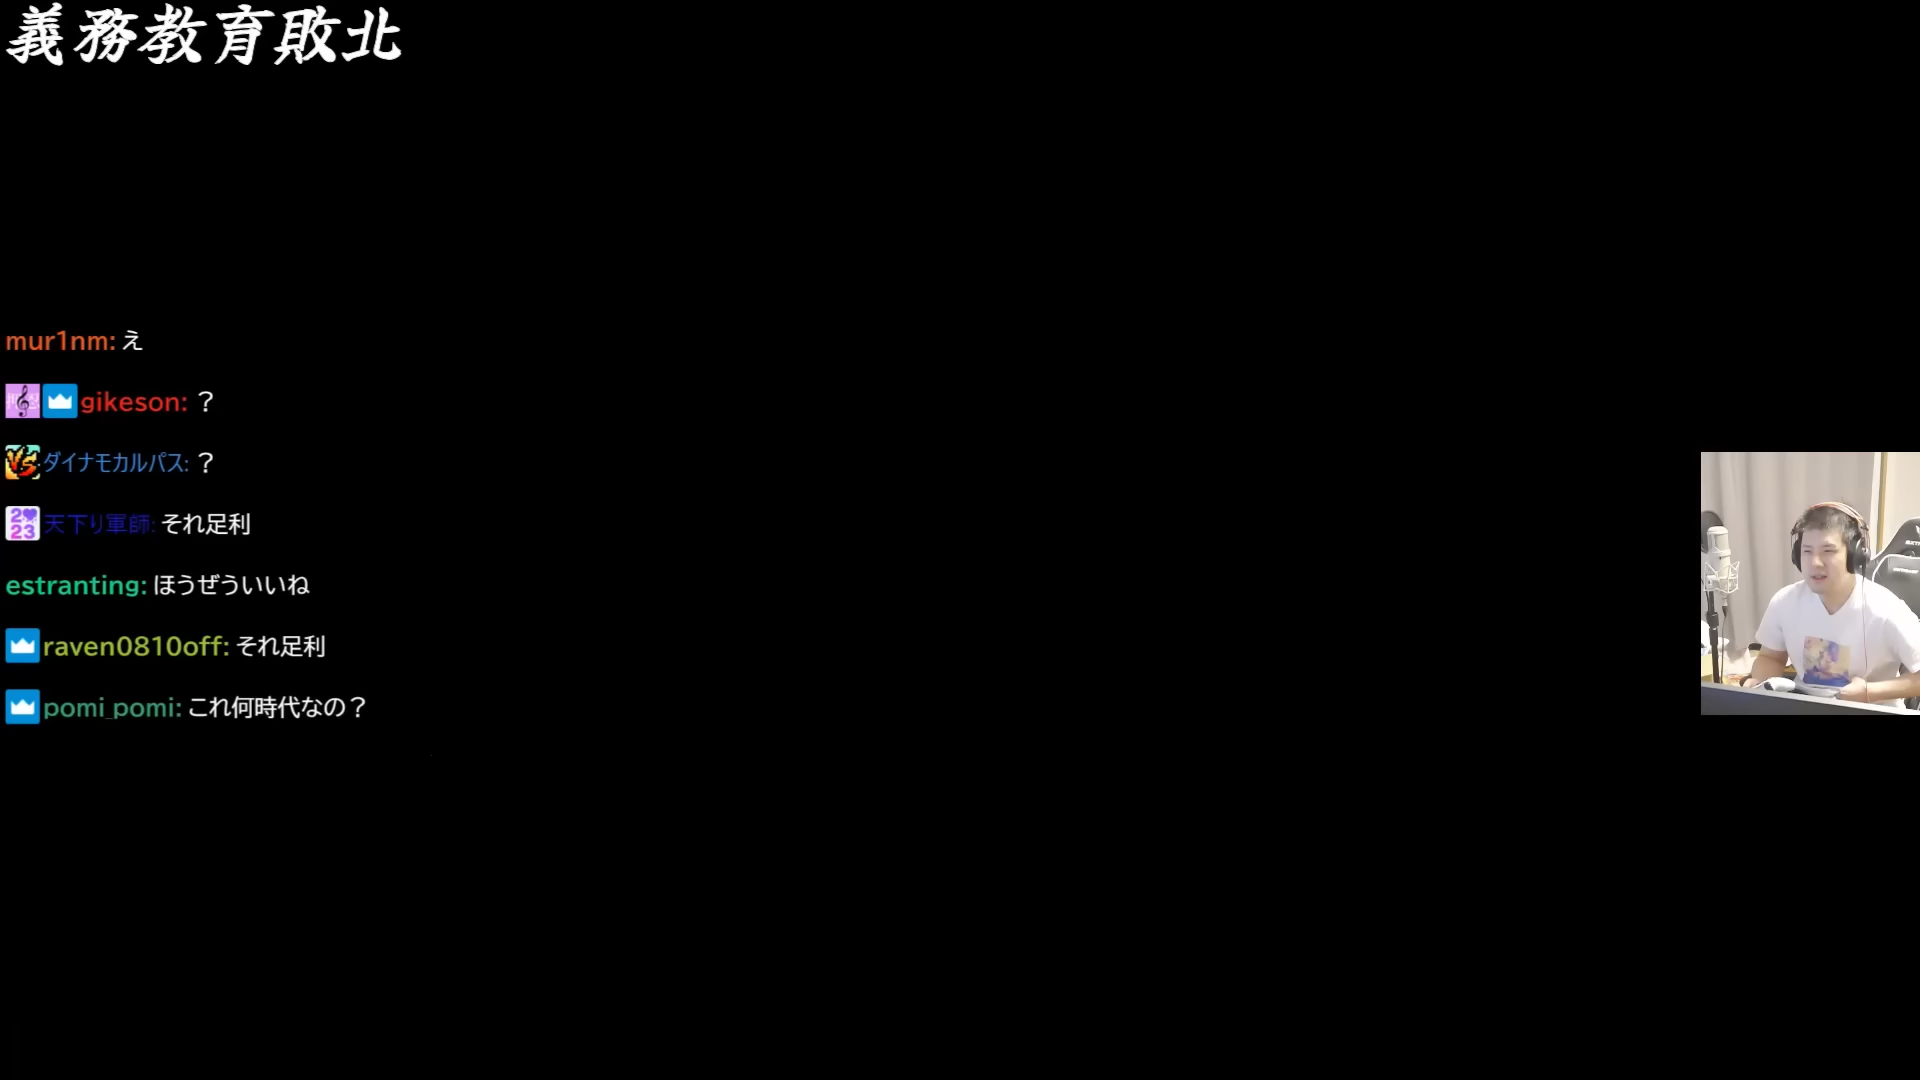 義務教育敗北
mur1nm: え
gikeson: ？
ダイナモカルパス: ？
天下り軍師: それ足利
estranting: ほうぜういいね
raven0810off: それ足利
pomi_pomi: これ何時代なの？